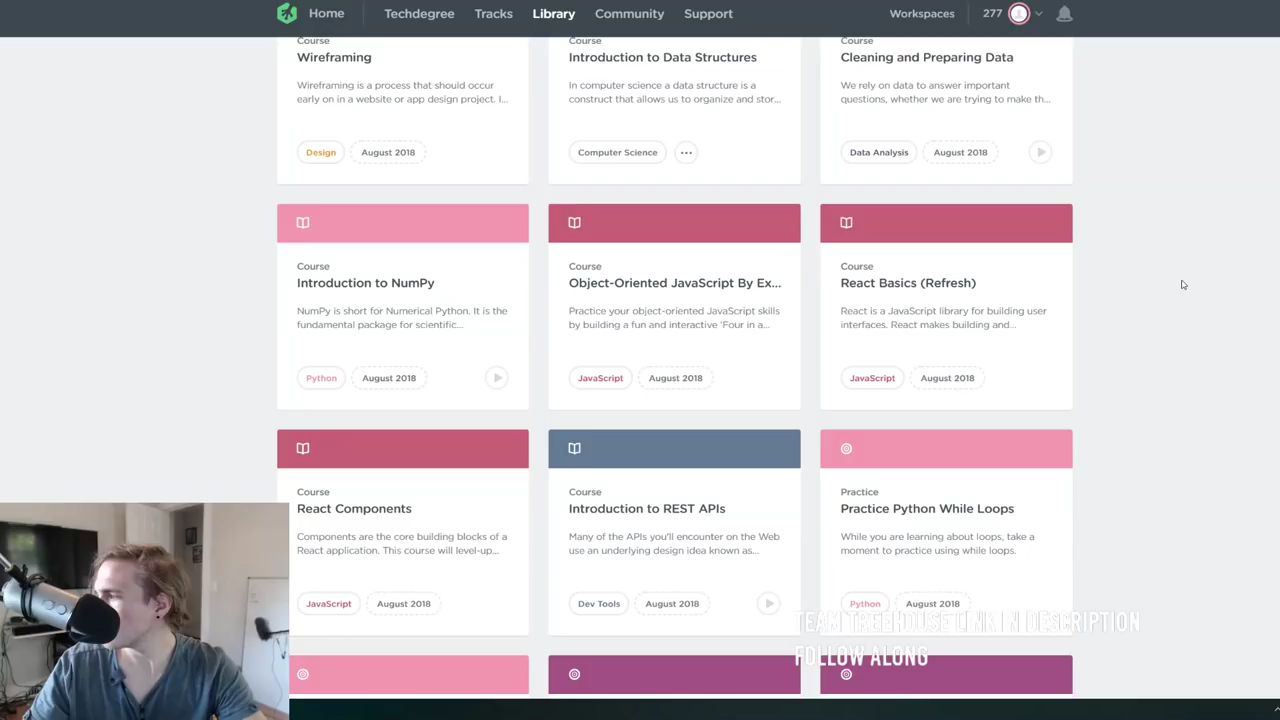 Home
Techdegree
Tracks
Library
Community
Support
Workspaces
277
Course
Wireframing
Wireframing is a process that should occur
early on in a website or app design project. I...
Design
August 2018
Course
Introduction to Data Structures
In computer science a data structure is a
construct that allows us to organize and stor...
Computer Science
...
Course
Cleaning and Preparing Data
We rely on data to answer important
questions, whether we are trying to make th...
Data Analysis
August 2018
Course
Introduction to NumPy
NumPy is short for Numerical Python. It is the
fundamental package for scientific...
Python
August 2018
Course
Object-Oriented JavaScript By Ex...
Practice your object-oriented JavaScript skills
by building a fun and interactive 'Four in a...
JavaScript
August 2018
Course
React Basics (Refresh)
React is a JavaScript library for building user
interfaces. React makes building and...
JavaScript
August 2018
Course
React Components
Components are the core building blocks of a
React application. This course will level-up...
JavaScript
August 2018
Course
Introduction to REST APIs
Many of the APIs you'll encounter on the Web
use an underlying design idea known as...
Dev Tools
August 2018
Practice
Practice Python While Loops
While you are learning about loops, take a
moment to practice using while loops.
Python
August 2018
TEAM TREEHOUSE LINK IN DESCRIPTION
FOLLOW ALONG